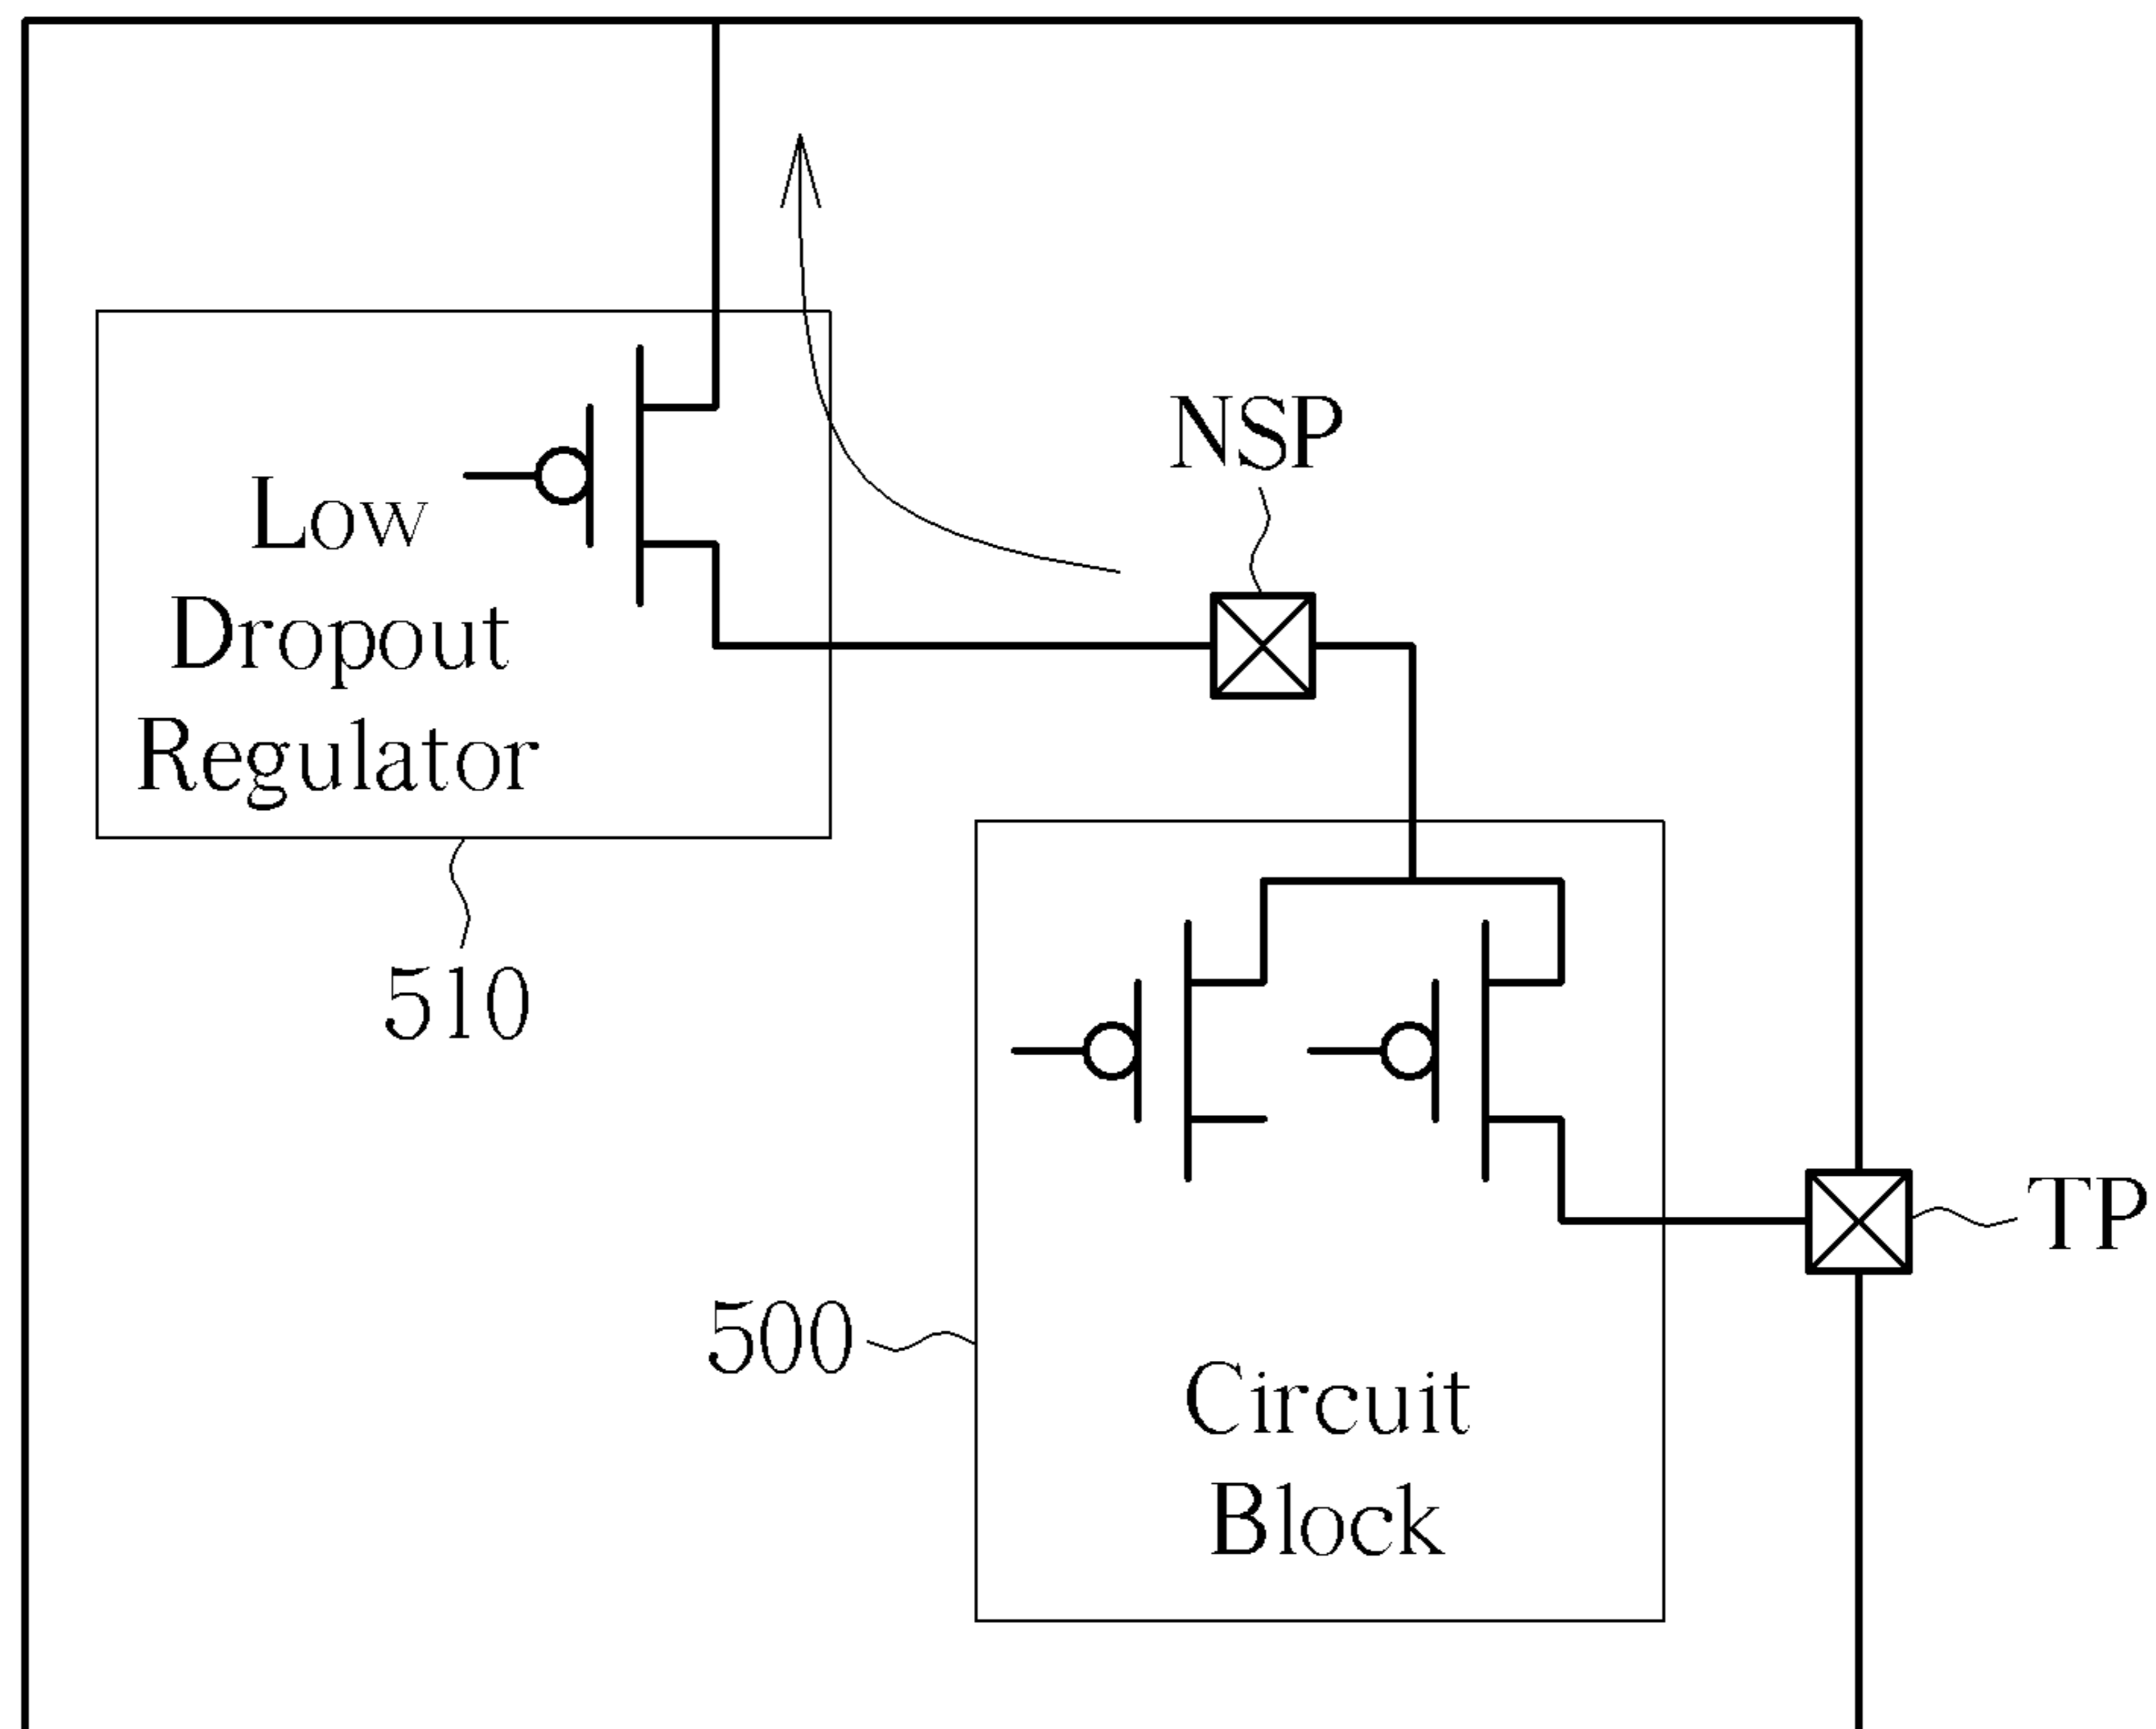 NSP
Low
Dropout
Regulator
510
TP
500
Circuit
Block